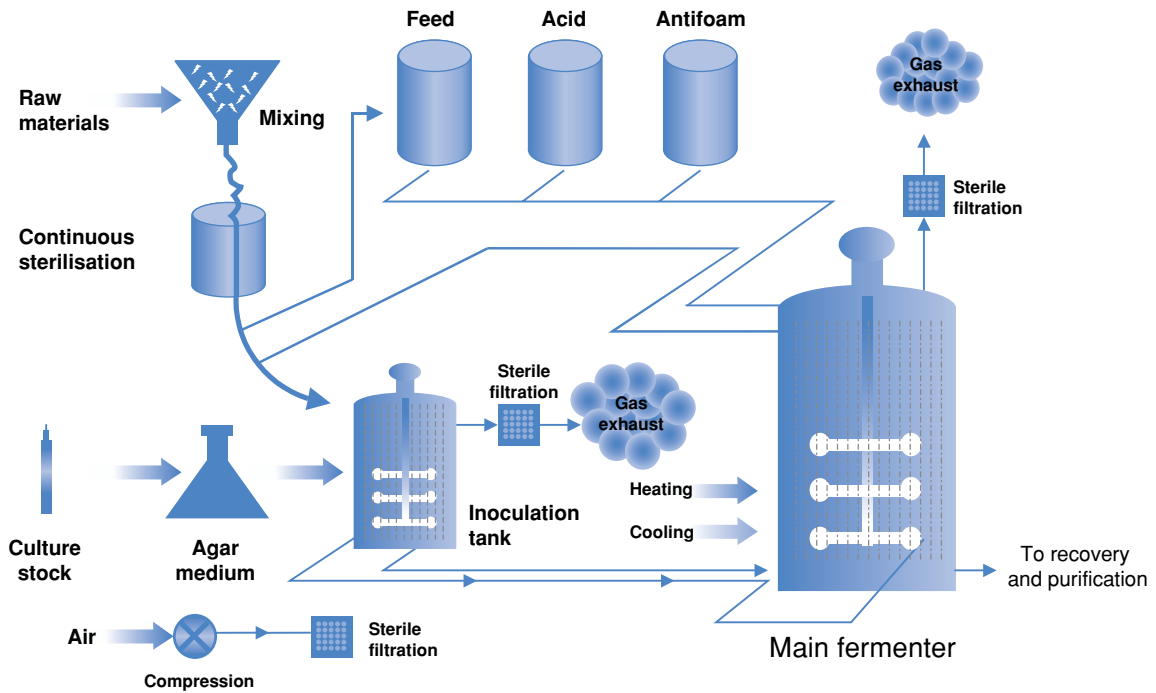 Feed
Acid
Antifoam
Gas
exhaust
Raw
materials
Mixing
Sterile
filtration
Continuous
sterilisation
Sterile
filtration
Gas
exhaust
Heating
Cooling
Inoculation
tank
Culture
stock
Agar
medium
To recovery
and purification
Air
Sterile
filtration
Compression
Main fermenter